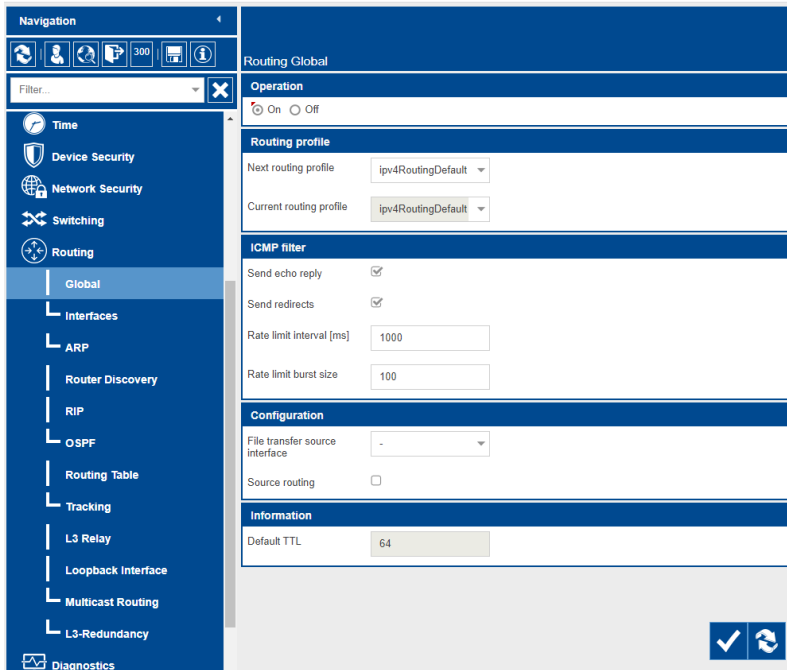 Navigation
300
Filter...
Time
Device Security
Network Security
Switching
Routing
Global
Interfaces
ARP
Router Discovery
RIP
OSPF
Routing Table
Tracking
L3 Relay
Loopback Interface
Multicast Routing
L3-Redundancy
Diagnostics
Routing Global
Operation
On Off
Routing profile
Next routing profile ipv4RoutingDefault
Current routing profile ipv4RoutingDefault
ICMP filter
Send echo reply
Send redirects
Rate limit interval [ms] 1000
Rate limit burst size 100
Configuration
File transfer source
interface -
Source routing
Information
Default TTL 64